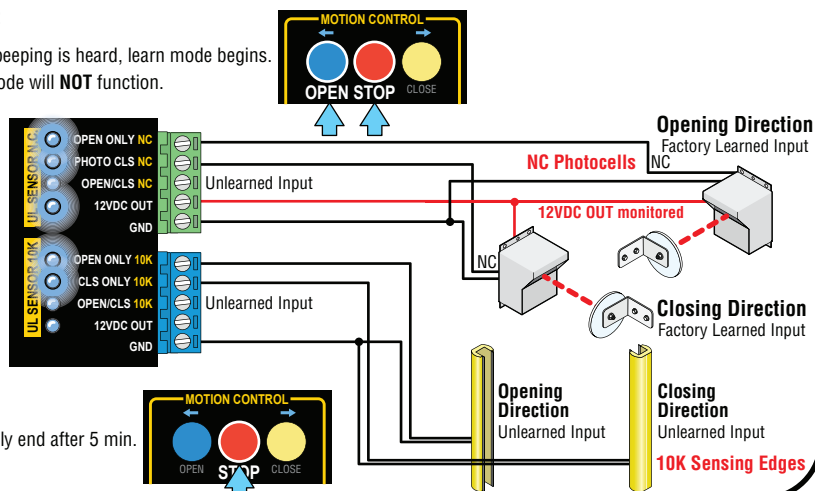 MOTION CONTROL
peeping is heard, learn mode begins.
ode will NOT function.
OPEN STOP CLOSE
Opening Direction
Factory Learned Input
UL SENSOR N.C.
OPEN ONLY NC
PHOTO CLS NC
OPEN/CLS NC
12VDC OUT
GND
Unlearned Input
NC Photocells
NC
12VDC OUT monitored
NC
UL SENSOR 10K
OPEN ONLY 10K
CLS ONLY 10K
OPEN/CLS 10K
12VDC OUT
GND
Unlearned Input
Closing Direction
Factory Learned Input
Opening
Direction
Unlearned Input
Closing
Direction
Unlearned Input
10K Sensing Edges
MOTION CONTROL
ly end after 5 min.
OPEN STOP CLOSE